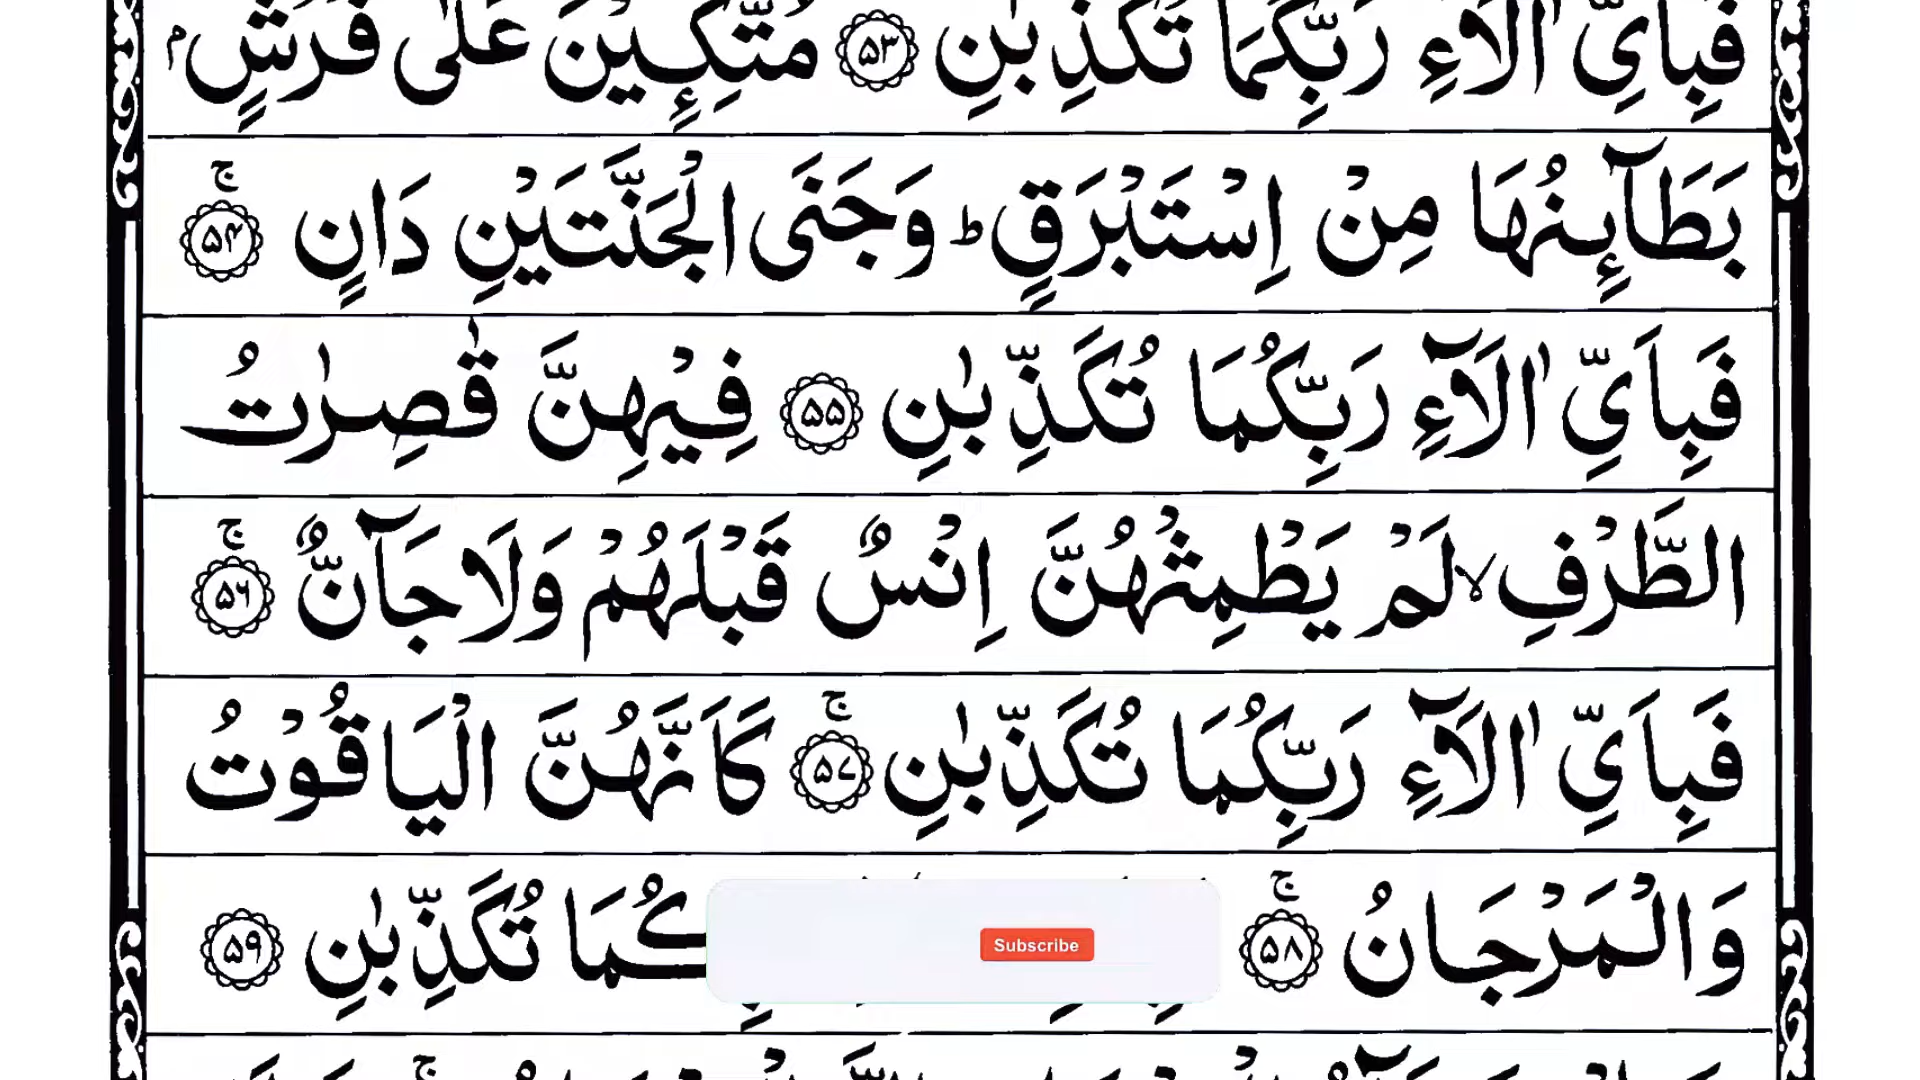 فَبِاَيِّ اٰلَآءِ رَبِّكُمَا تُكَذِّبٰنِ ۵۳ مُتَّكِـِٕيْنَ عَلٰى فُرُشٍۭ م
بَطَآىِٕنُهَا مِنْ اِسْتَبْرَقٍ ؕ وَجَنَى الْجَنَّتَيْنِ دَانٍ ۚ ۵۴
فَبِاَيِّ اٰلَآءِ رَبِّكُمَا تُكَذِّبٰنِ ۵۵ فِيْهِنَّ قٰصِرٰتُ
الطَّرْفِ ۙ لَمْ يَطْمِثْهُنَّ اِنْسٌ قَبْلَهُمْ وَلَا جَآنٌّ ۚ ۵۶
فَبِاَيِّ اٰلَآءِ رَبِّكُمَا تُكَذِّبٰنِ ۚ ۵۷ كَاَنَّهُنَّ الْيَاقُوْتُ
وَالْمَرْجَانُ ۚ ۵۸ كُمَا تُكَذِّبٰنِ ۵۹
Subscribe